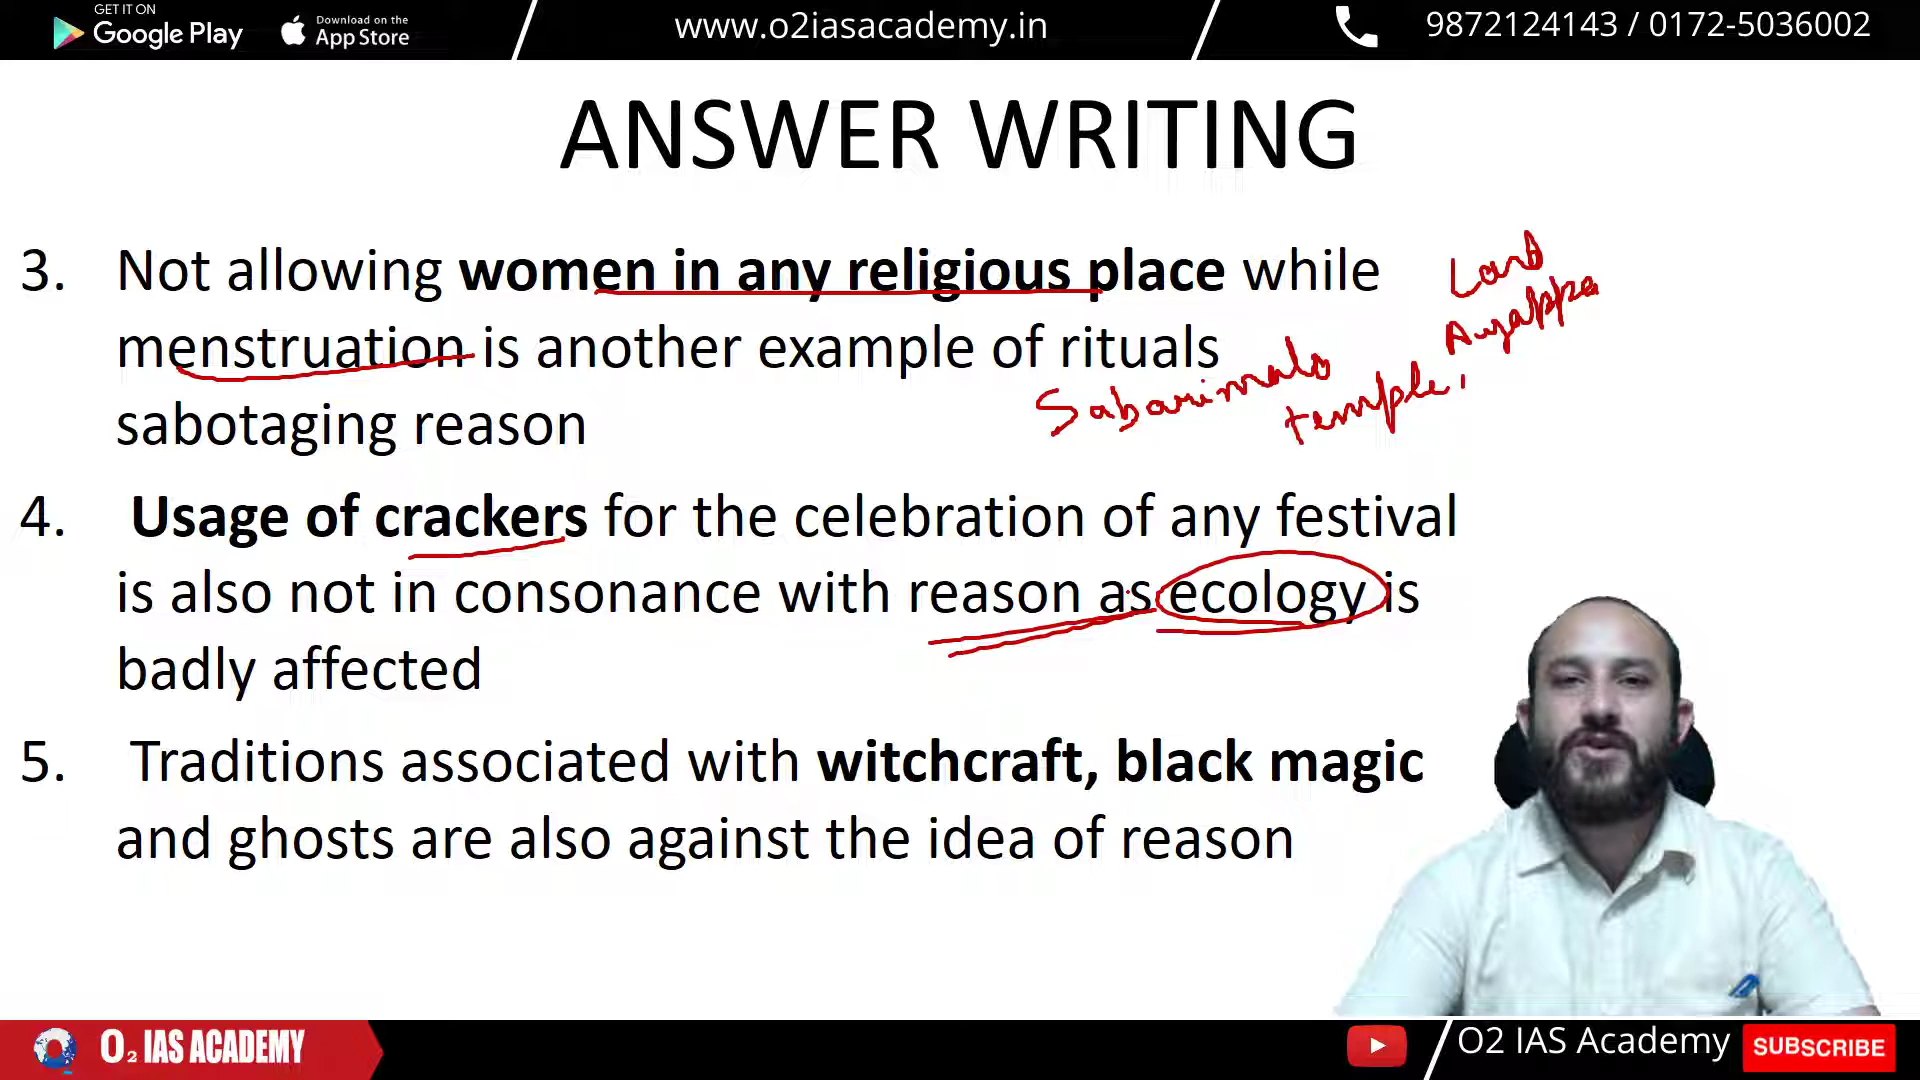 GET IT ON
Google Play
Download on the
App Store
www.o2iasacademy.in
9872124143 / 0172-5036002
ANSWER WRITING
3. Not allowing women in any religious place while
menstruation is another example of rituals
sabotaging reason
Lord
Ayyappa
Sabarimala
temple,
4. Usage of crackers for the celebration of any festival
is also not in consonance with reason as ecology is
badly affected
5. Traditions associated with witchcraft, black magic
and ghosts are also against the idea of reason
O2 IAS ACADEMY
O2 IAS Academy
SUBSCRIBE